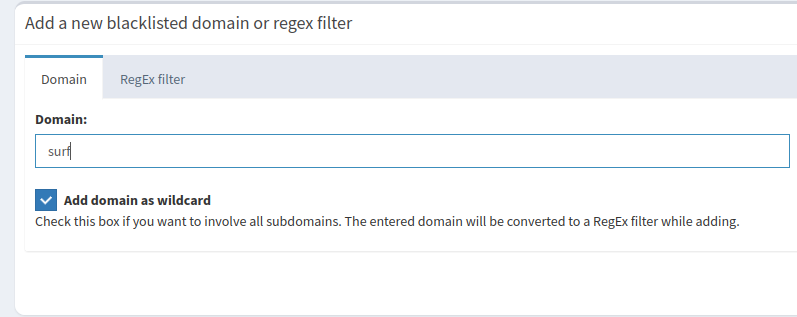 Add a new blacklisted domain or regex filter
Domain
RegEx filter
Domain:
surf
Add domain as wildcard
Check this box if you want to involve all subdomains. The entered domain will be converted to a RegEx filter while adding.